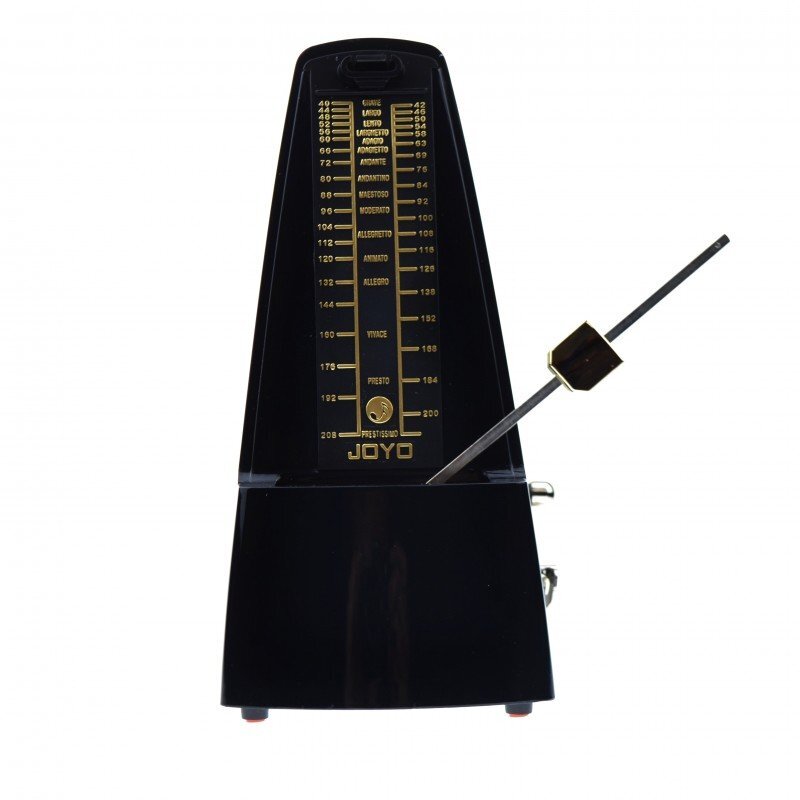 40 GRAVE 42
44 LARGO 46
48 50
52 LENTO 54
56 LARGHETTO 58
60 ADAGIO 63
66 ADAGIETTO 69
72 ANDANTE 76
80 ANDANTINO 84
88 MAESTOSO 92
96 MODERATO 100
104 ALLEGRETTO 108
112 116
120 ANIMATO 126
132 ALLEGRO 138
144 152
160 VIVACE 168
176 PRESTO 184
192 200
208 PRESTISSIMO
JOYO